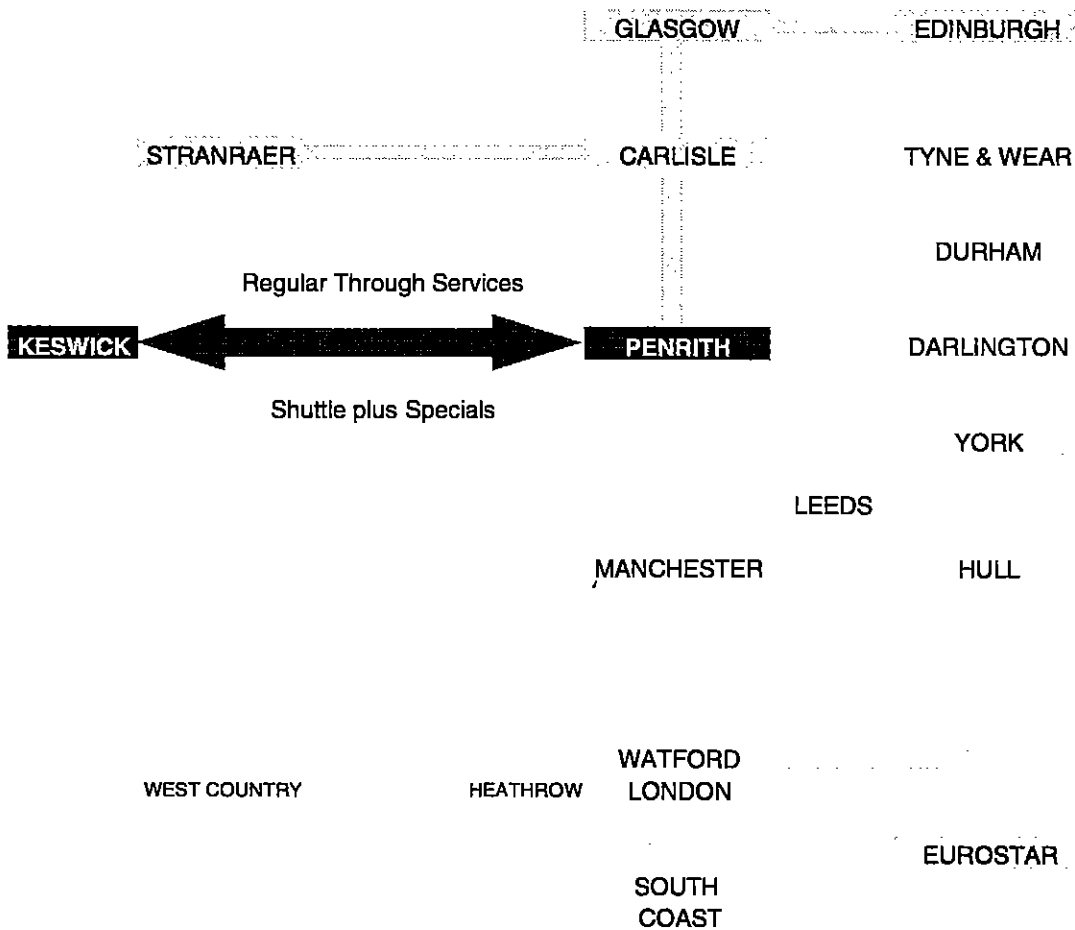 GLASGOW EDINBURGH
STRANRAER CARLISLE TYNE & WEAR
DURHAM
Regular Through Services
KESWICK PENRITH DARLINGTON
Shuttle plus Specials
YORK
LEEDS
MANCHESTER HULL
WATFORD
WEST COUNTRY HEATHROW LONDON
EUROSTAR
SOUTH
COAST